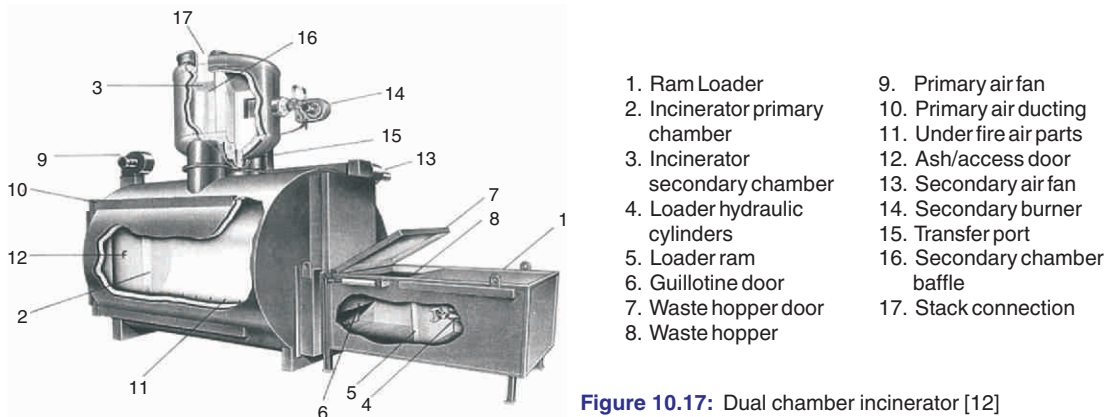 17
16
3
14
15
9
13
10
7
8
1
12
2
11
5
6
4
1. Ram Loader
2. Incinerator primary
chamber
3. Incinerator
secondary chamber
4. Loader hydraulic
cylinders
5. Loader ram
6. Guillotine door
7. Waste hopper door
8. Waste hopper
9. Primary air fan
10. Primary air ducting
11. Under fire air parts
12. Ash/access door
13. Secondary air fan
14. Secondary burner
15. Transfer port
16. Secondary chamber
baffle
17. Stack connection
Figure 10.17: Dual chamber incinerator [12]